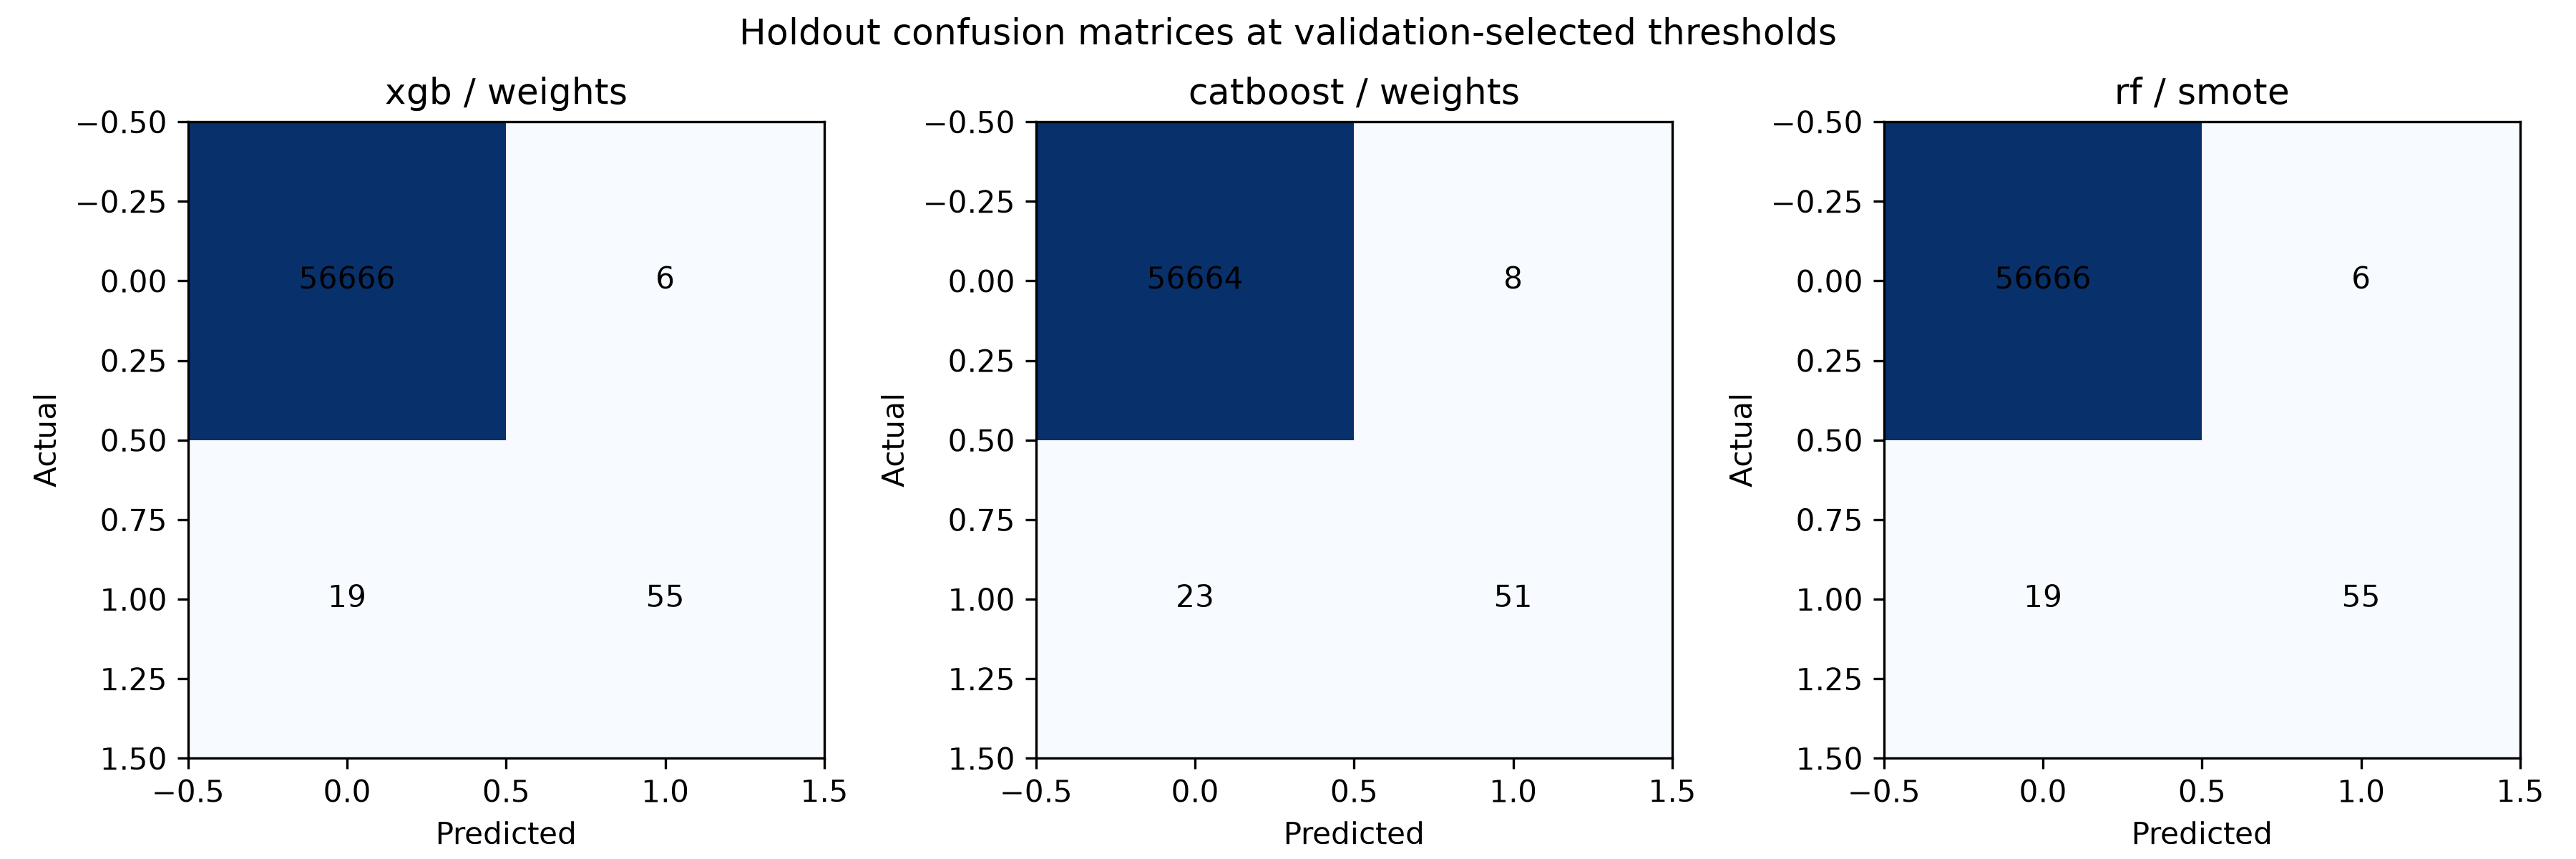 Holdout confusion matrices at validation-selected thresholds
xgb / weights
−0.50
−0.25
0.00
0.25
0.50
0.75
1.00
1.25
1.50
Actual
56666 6
19 55
−0.5 0.0 0.5 1.0 1.5
Predicted
catboost / weights
−0.50
−0.25
0.00
0.25
0.50
0.75
1.00
1.25
1.50
Actual
56664 8
23 51
−0.5 0.0 0.5 1.0 1.5
Predicted
rf / smote
−0.50
−0.25
0.00
0.25
0.50
0.75
1.00
1.25
1.50
Actual
56666 6
19 55
−0.5 0.0 0.5 1.0 1.5
Predicted